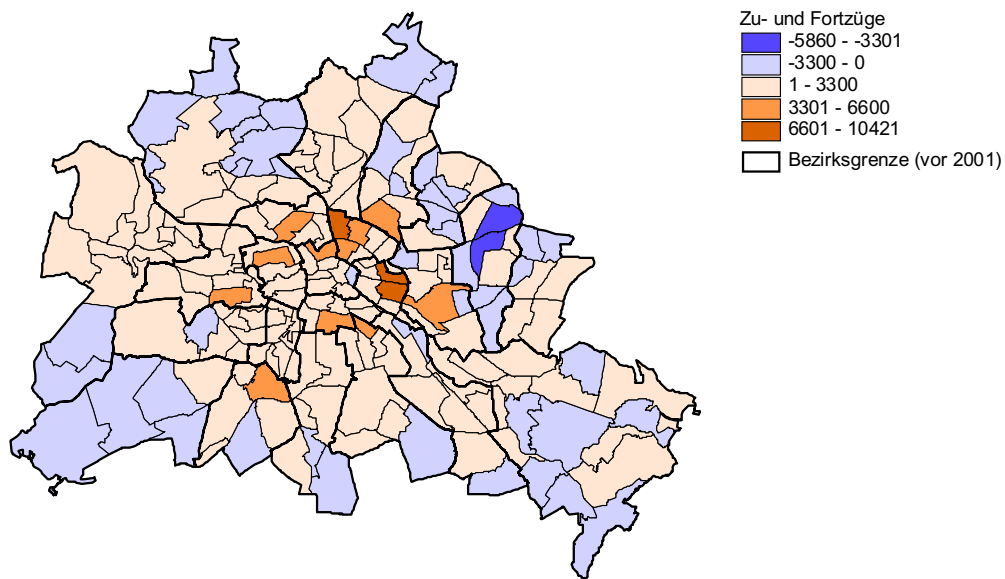 Zu- und Fortzüge
-5860 - -3301
-3300 - 0
1 - 3300
3301 - 6600
6601 - 10421
Bezirksgrenze (vor 2001)